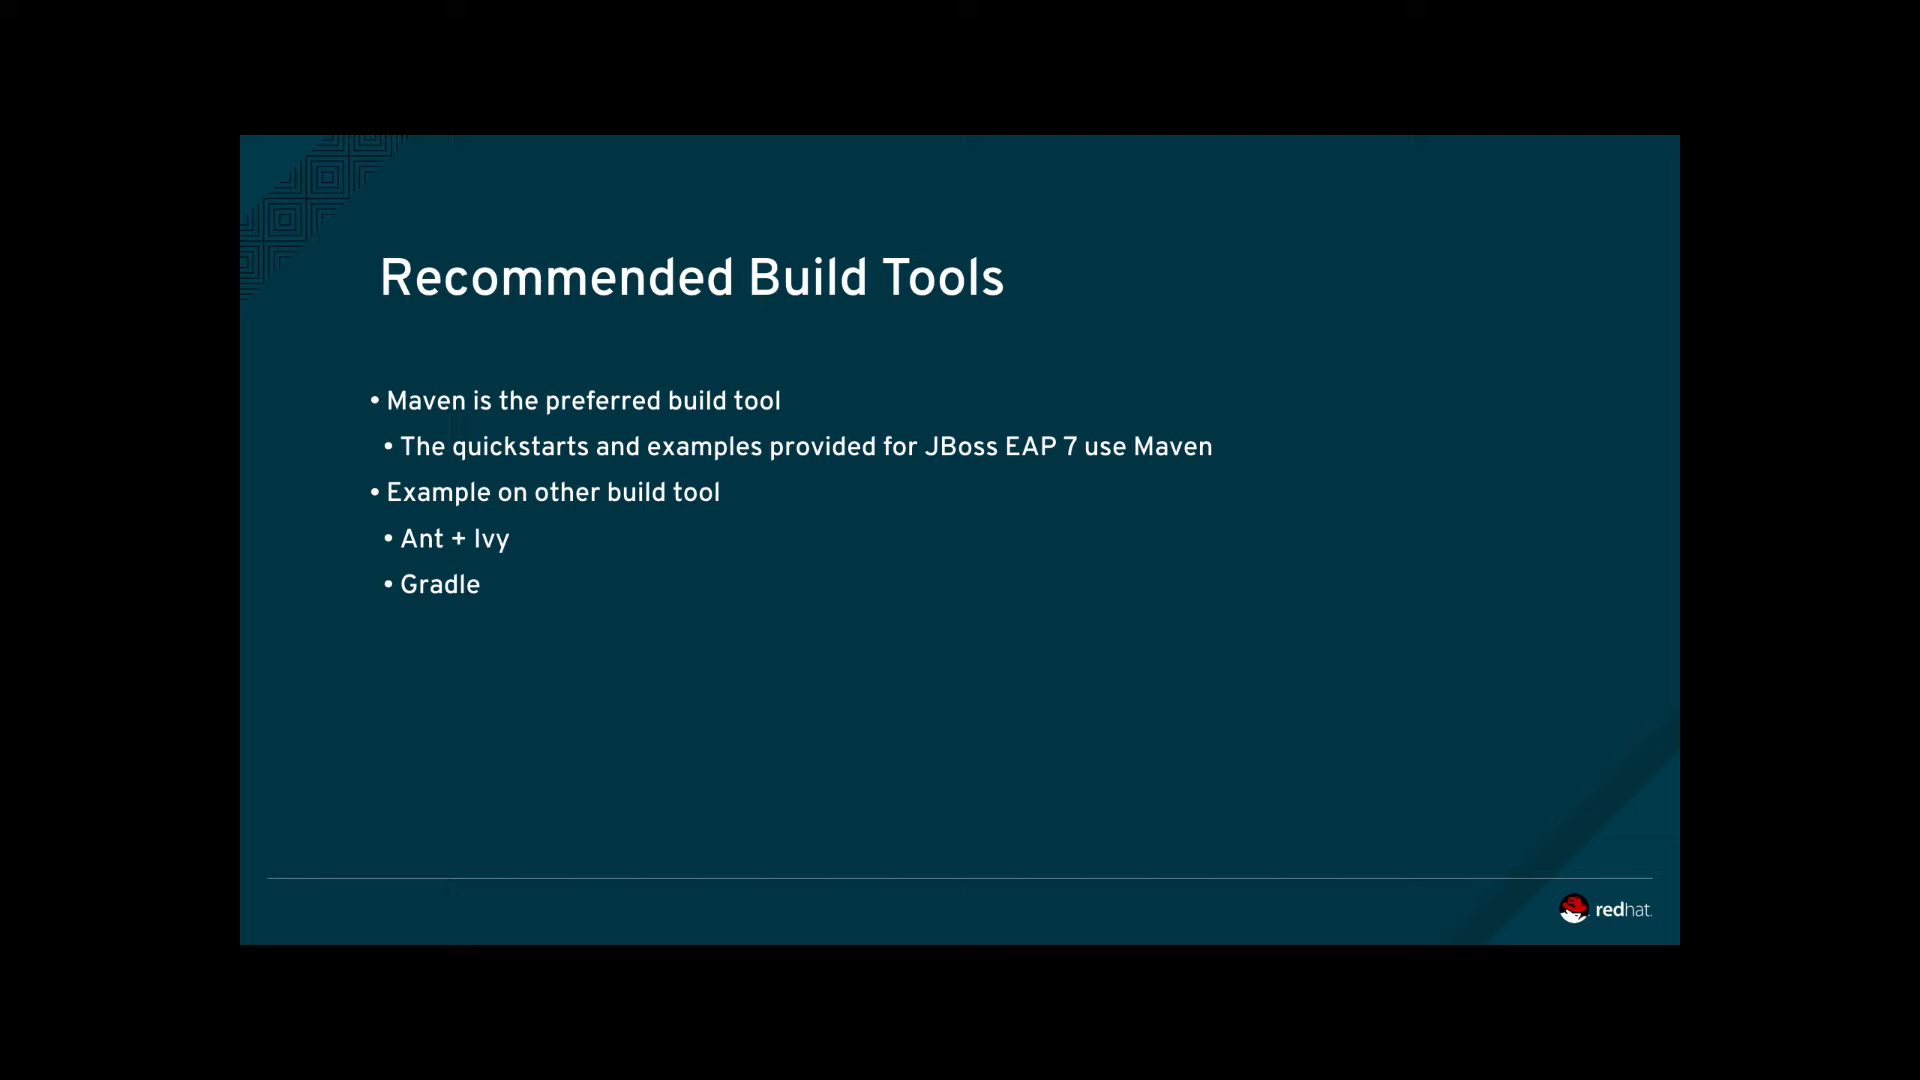 Recommended Build Tools
• Maven is the preferred build tool
• The quickstarts and examples provided for JBoss EAP 7 use Maven
• Example on other build tool
• Ant + Ivy
• Gradle
redhat.